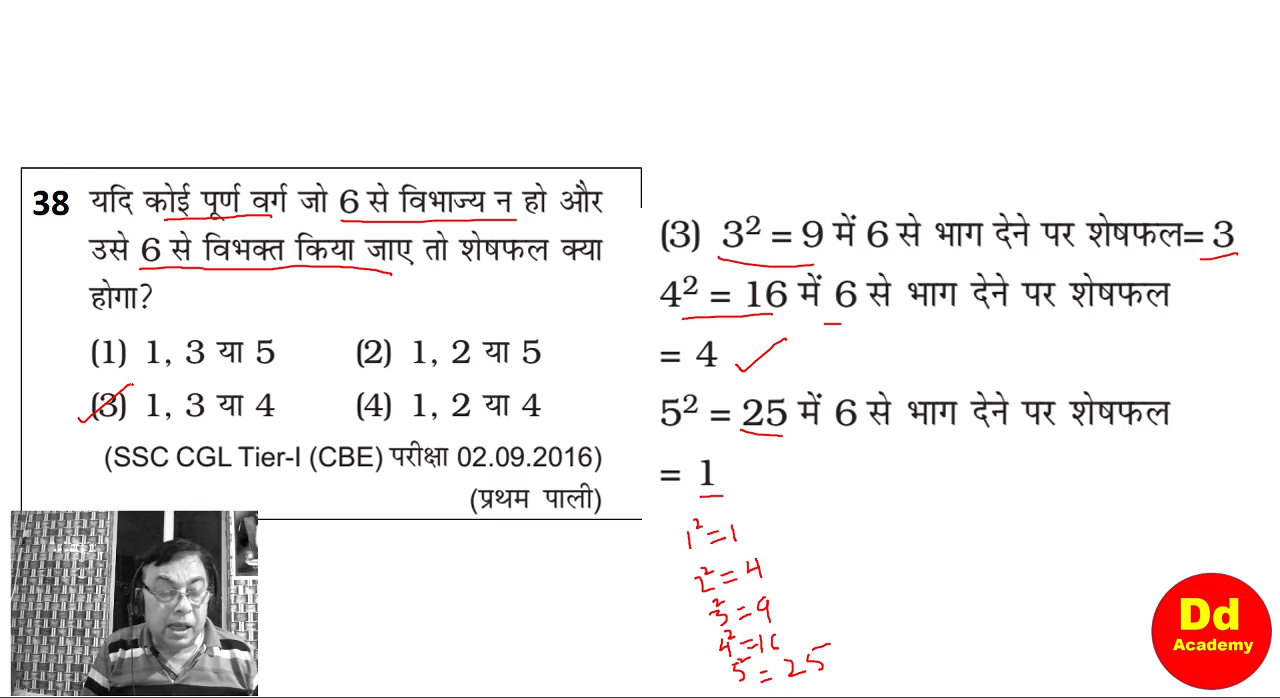 38 यदि कोई पूर्ण वर्ग जो 6 से विभाज्य न हो और
उसे 6 से विभक्त किया जाए तो शेषफल क्या
होगा?
(1) 1, 3 या 5 (2) 1, 2 या 5
(3) 1, 3 या 4 (4) 1, 2 या 4
(SSC CGL Tier-I (CBE) परीक्षा 02.09.2016)
(प्रथम पाली)
(3) 3² = 9 में 6 से भाग देने पर शेषफल= 3
4² = 16 में 6 से भाग देने पर शेषफल
= 4
5² = 25 में 6 से भाग देने पर शेषफल
= 1
1² = 1
2² = 4
3² = 9
4² = 16
5² = 25
Dd
Academy